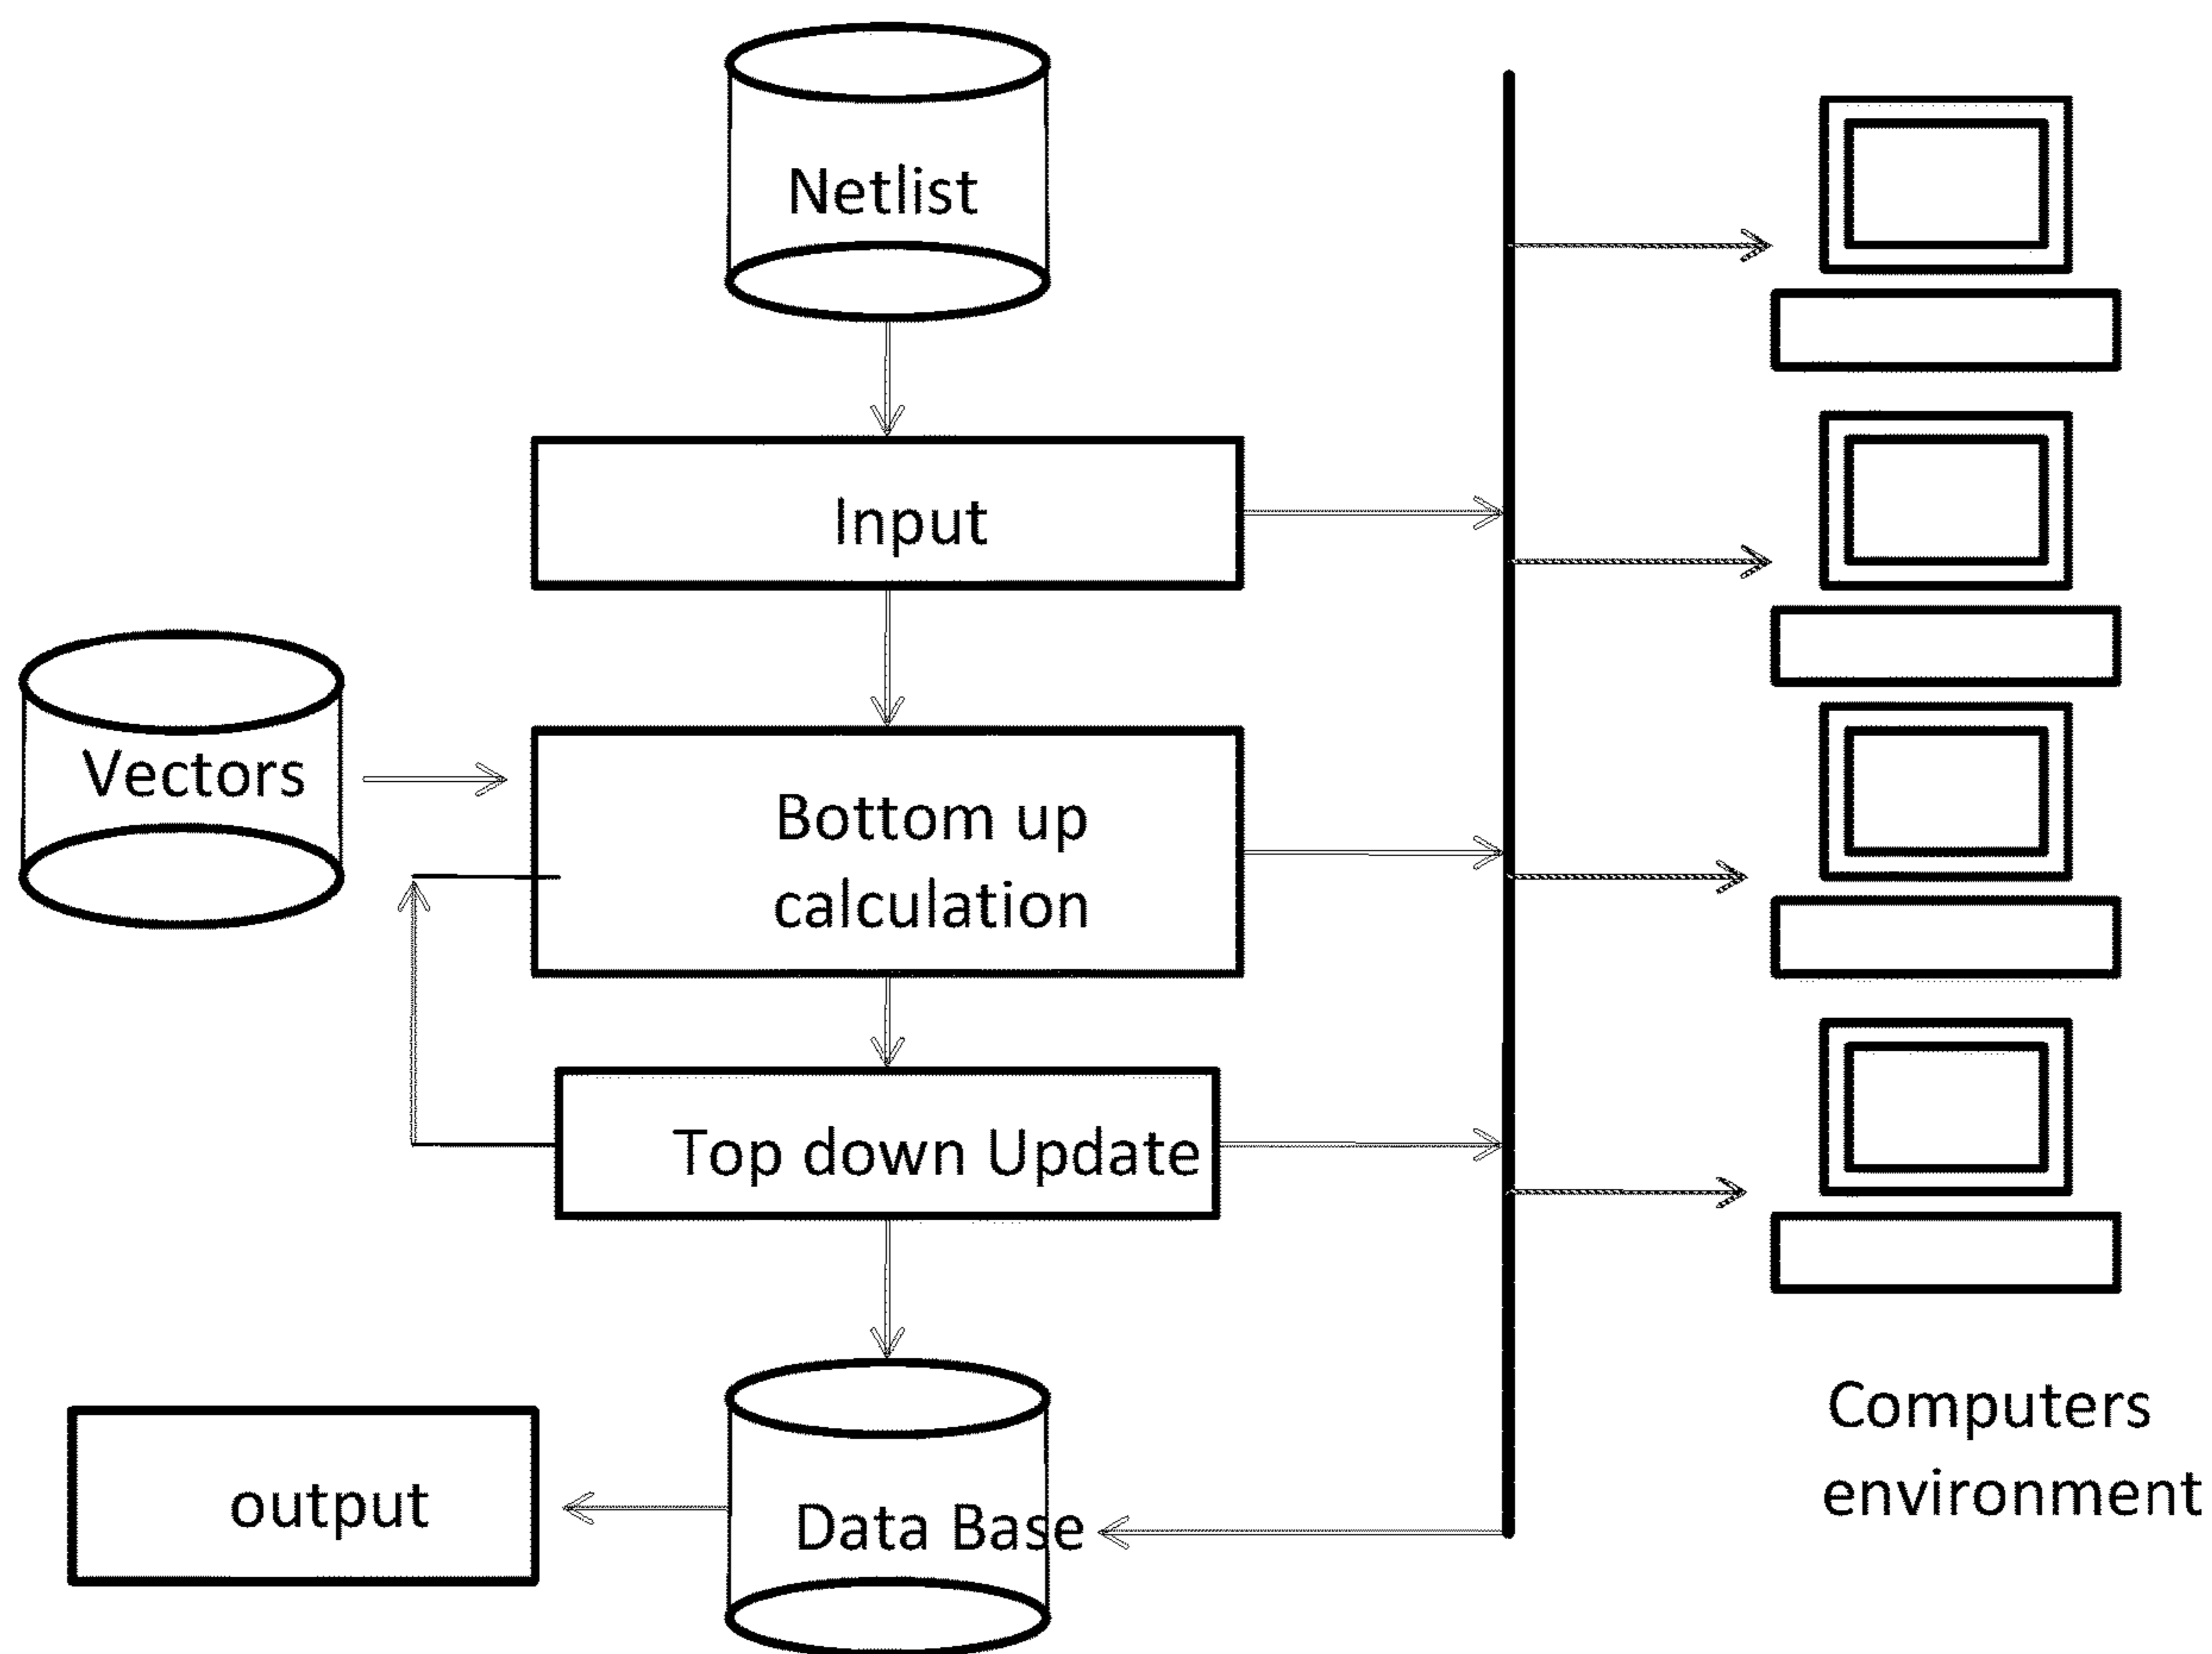 Netlist
Input
Vectors
Bottom up
calculation
Top down Update
Computers
environment
output
Data Base